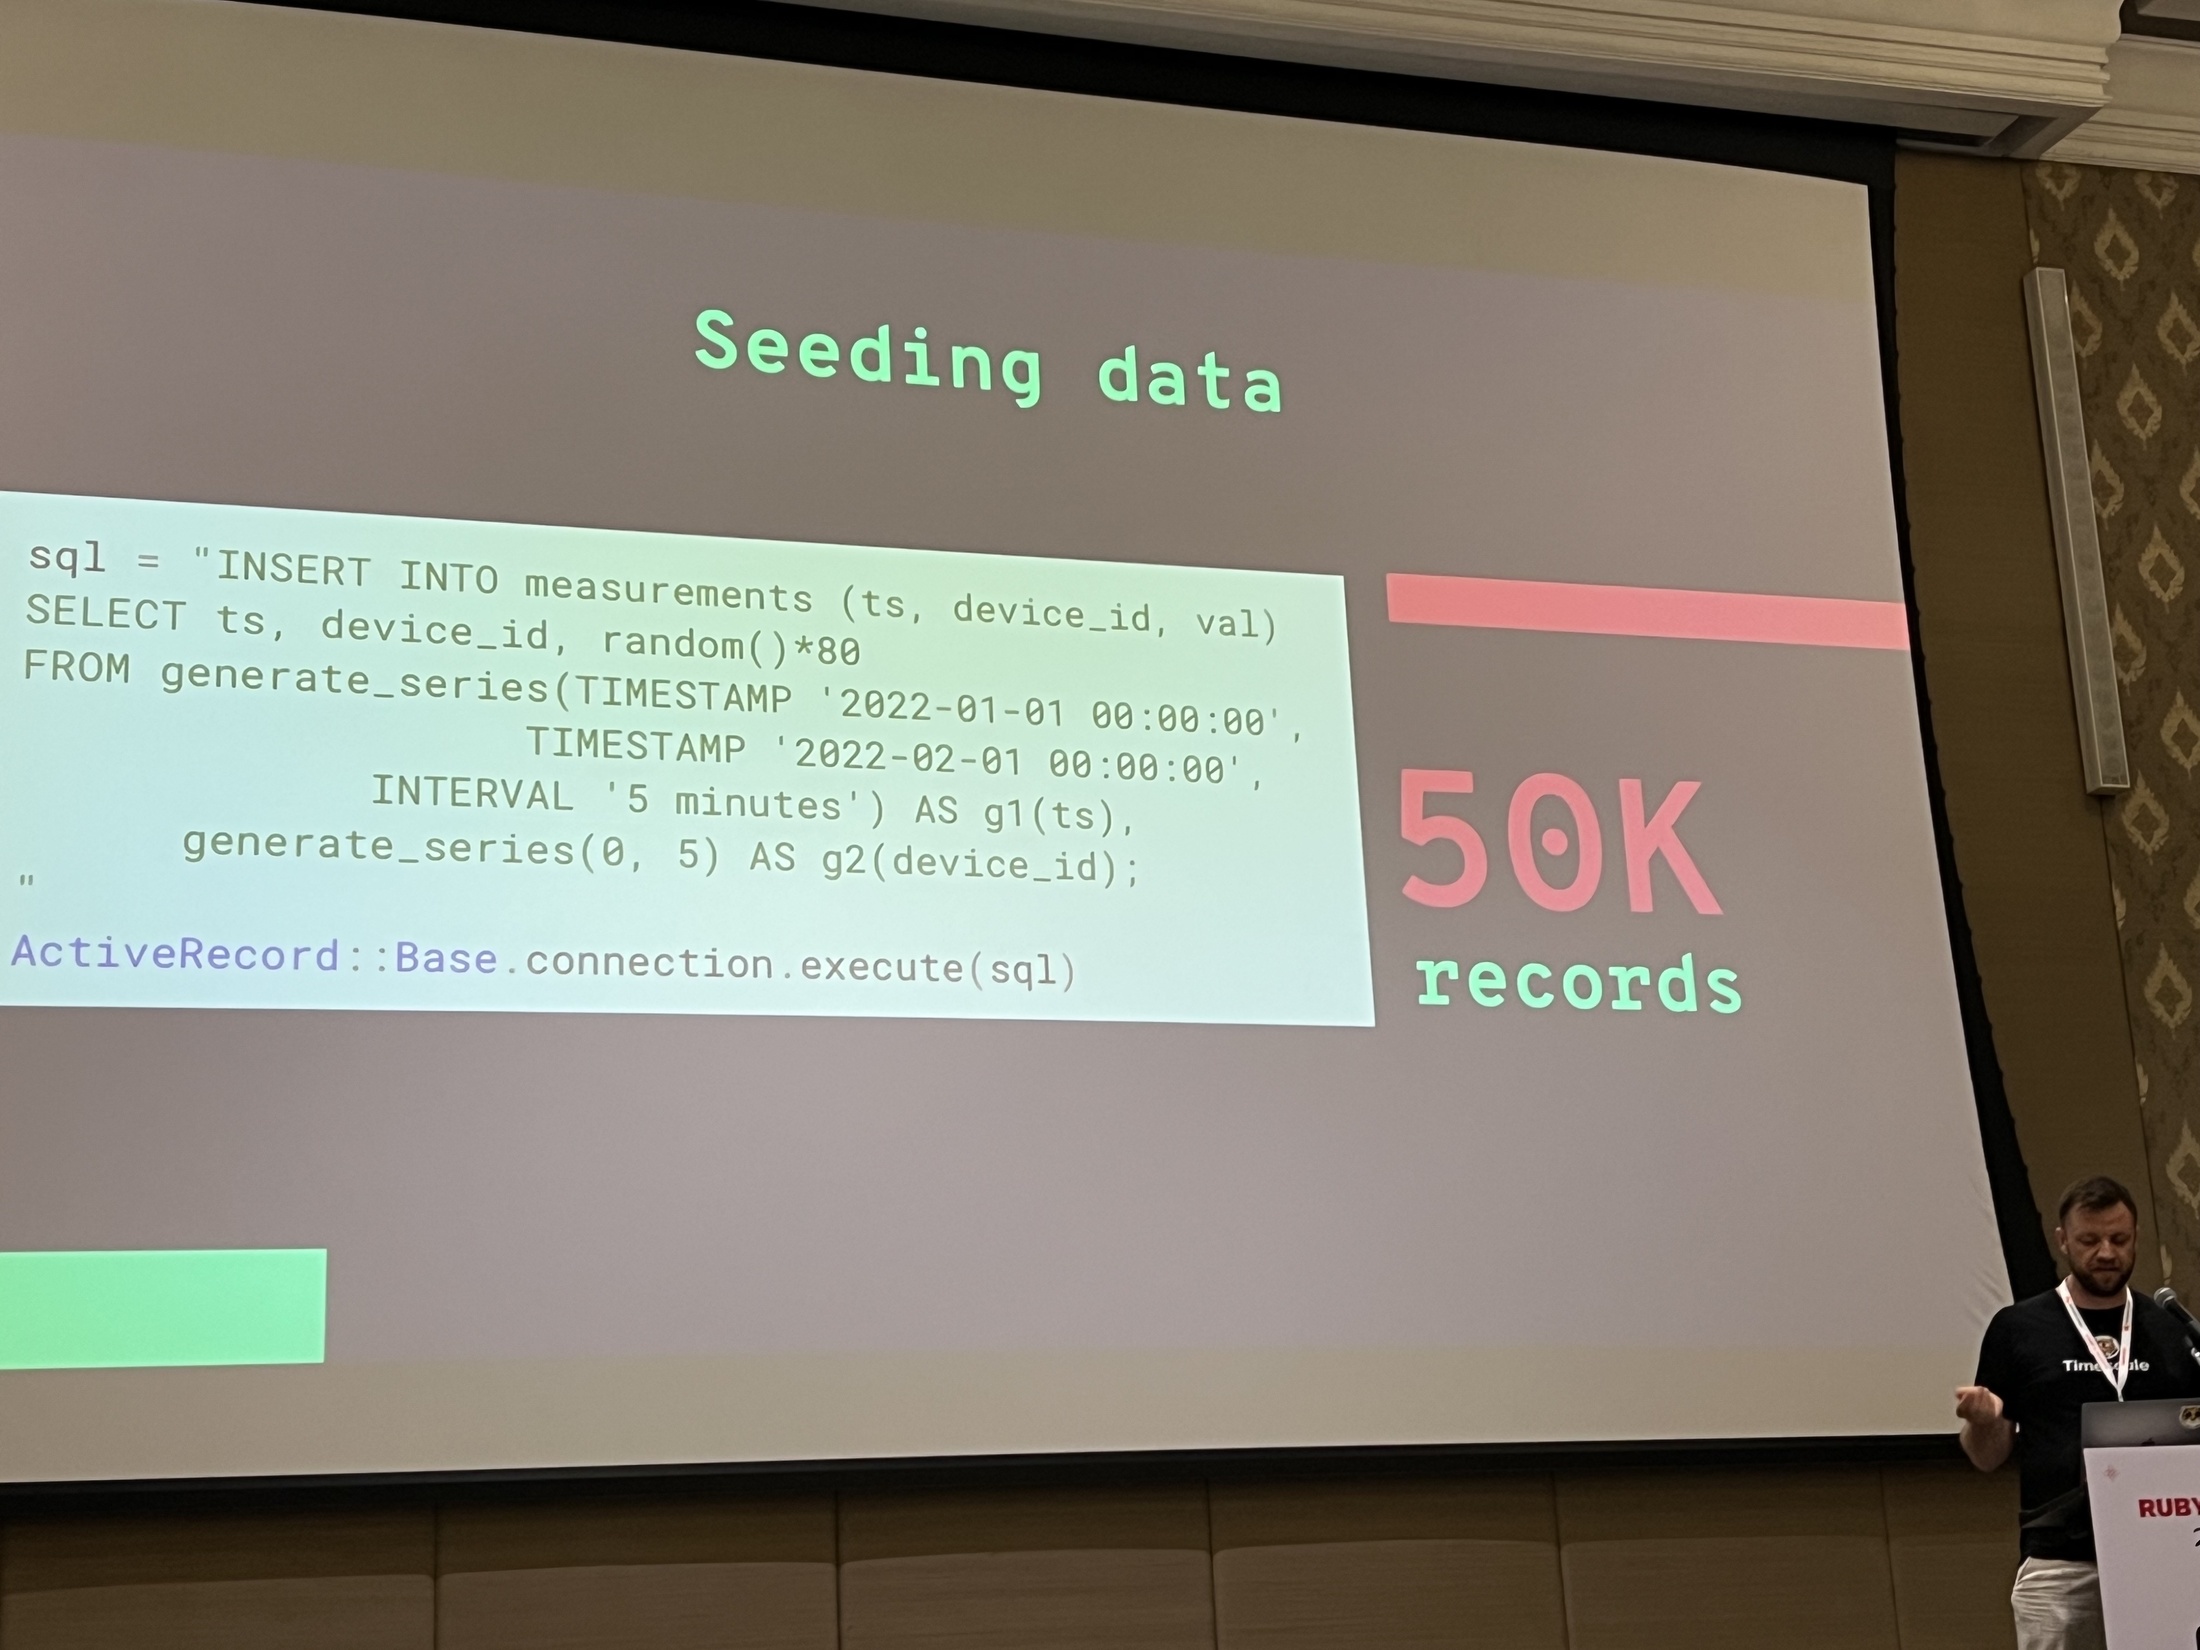 Seeding data
sql = "INSERT INTO measurements (ts, device_id, val)
SELECT ts, device_id, random()*80
FROM generate_series(TIMESTAMP '2022-01-01 00:00:00',
TIMESTAMP '2022-02-01 00:00:00',
INTERVAL '5 minutes') AS g1(ts),
generate_series(0, 5) AS g2(device_id);
"
ActiveRecord::Base.connection.execute(sql)
50K
records
RUBY